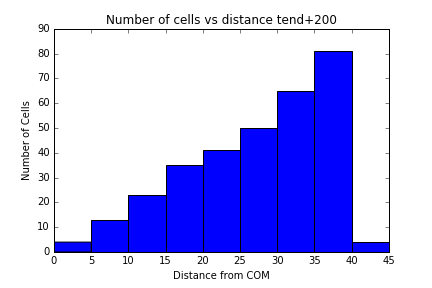 Number of cells vs distance tend+200
90
80
70
60
50
40
30
20
10
0
Number of Cells
0 5 10 15 20 25 30 35 40 45
Distance from COM